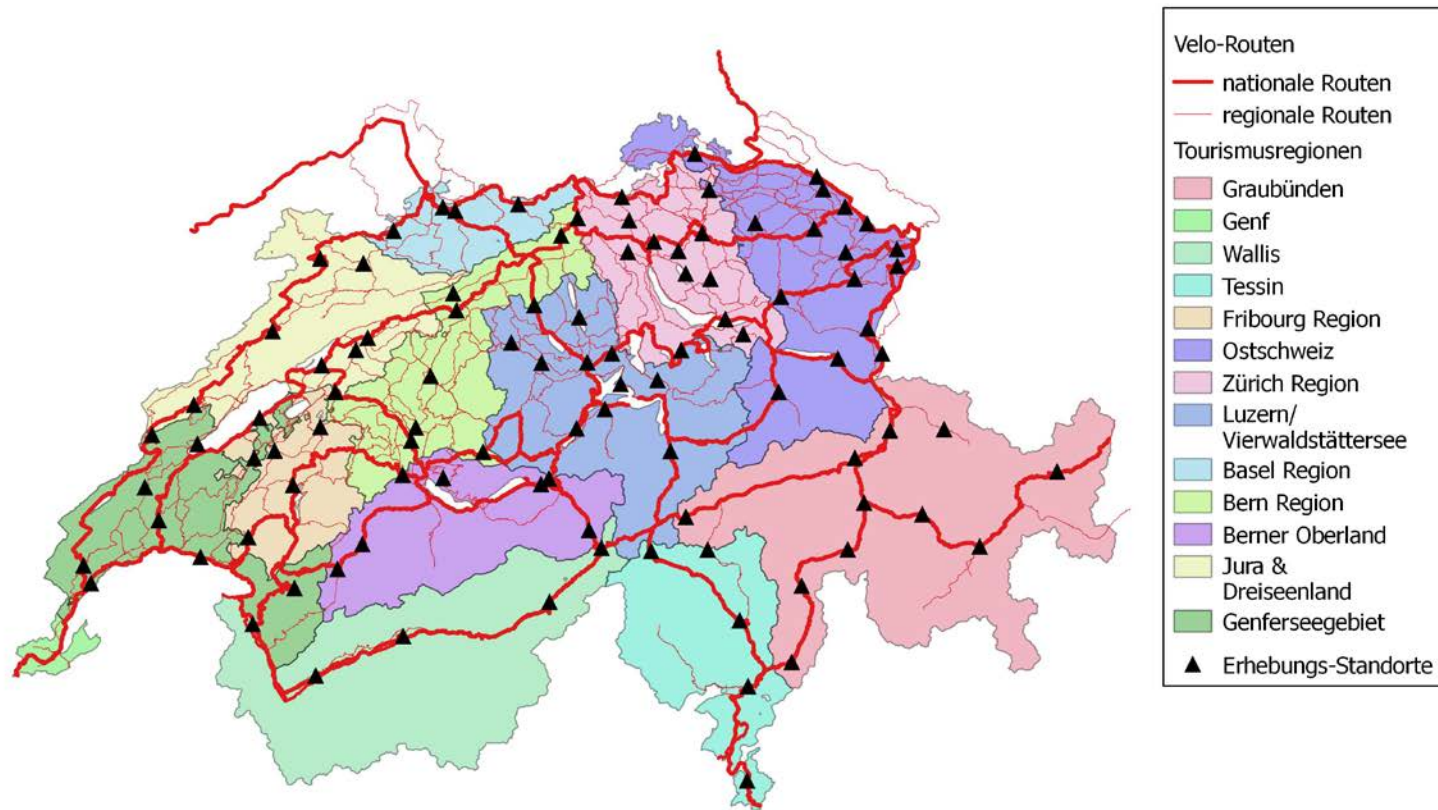 Velo-Routen
nationale Routen
regionale Routen
Tourismusregionen
Graubünden
Genf
Wallis
Tessin
Fribourg Region
Ostschweiz
Zürich Region
Luzern/
Vierwaldstättersee
Basel Region
Bern Region
Berner Oberland
Jura &
Dreiseenland
Genferseegebiet
Erhebungs-Standorte